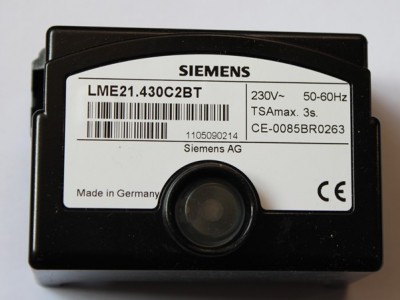 SIEMENS
LME21.430C2BT
230V~ 50-60Hz
TSAmax. 3s.
CE-0085BR0263
1105090214
Siemens AG
Made in Germany
CE